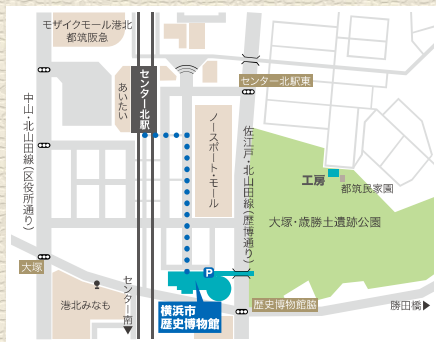 モザイクモール港北
都筑阪急
センター北駅
あいたい
センター北駅東
ノースポート・モール
中山・北山田線（区役所通り）
佐江戸・北山田線（歴博通り）
工房
都筑民家園
大塚・歳勝土遺跡公園
大塚
P
港北みなも
センター南▼
横浜市
歴史博物館
歴史博物館脇
勝田橋▶